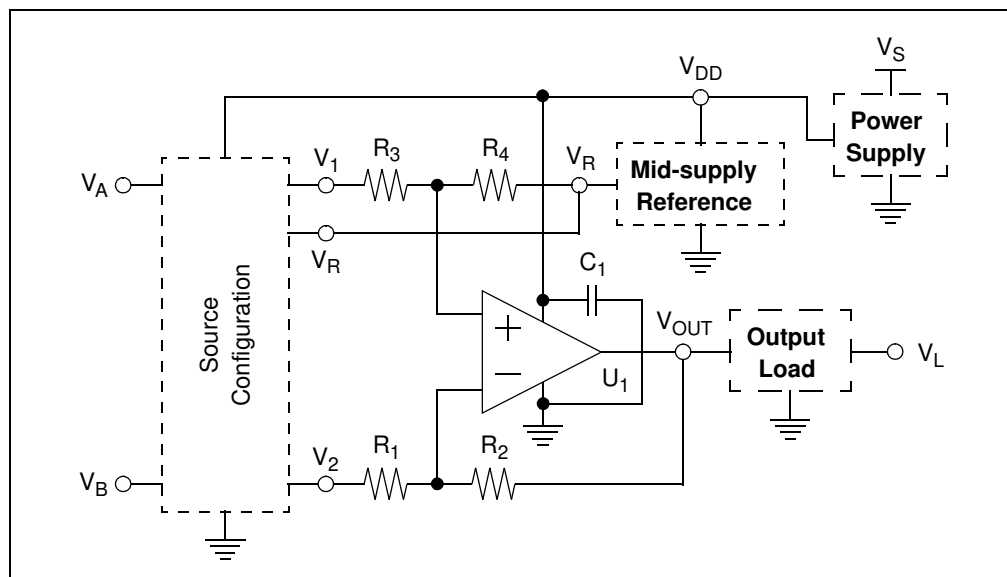 V_S
V_DD
Power
Supply
V_1
R_3
R_4
V_R
Mid-supply
Reference
V_A
V_R
C_1
Source
Configuration
+
−
U_1
V_OUT
Output
Load
V_L
V_2
R_1
R_2
V_B